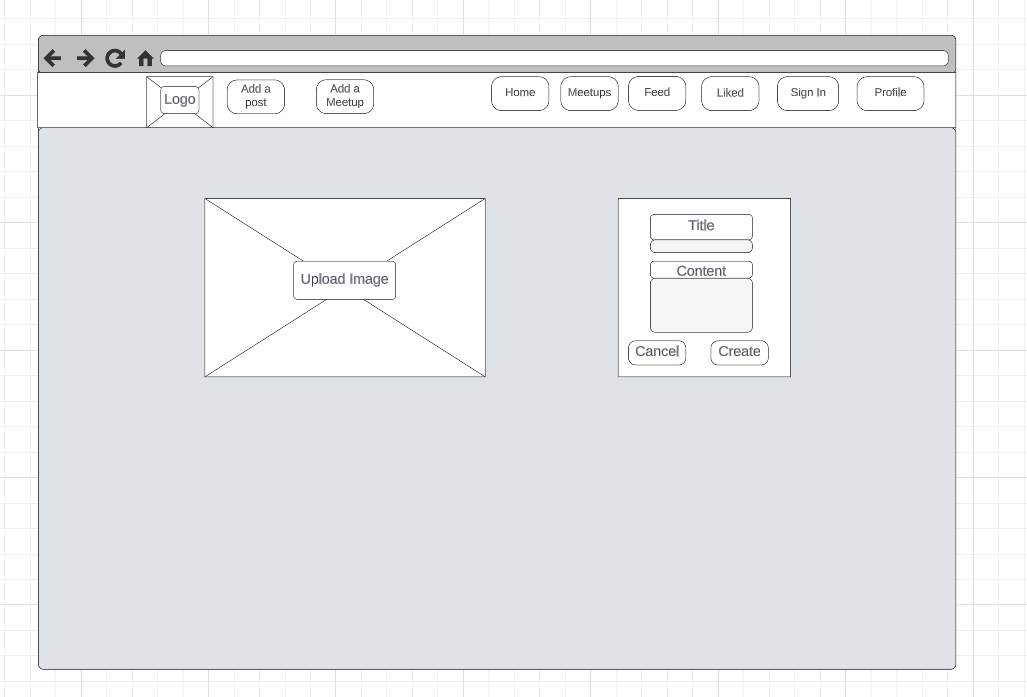 Logo
Add a
post
Add a
Meetup
Home
Meetups
Feed
Liked
Sign In
Profile
Upload Image
Title
Content
Cancel
Create